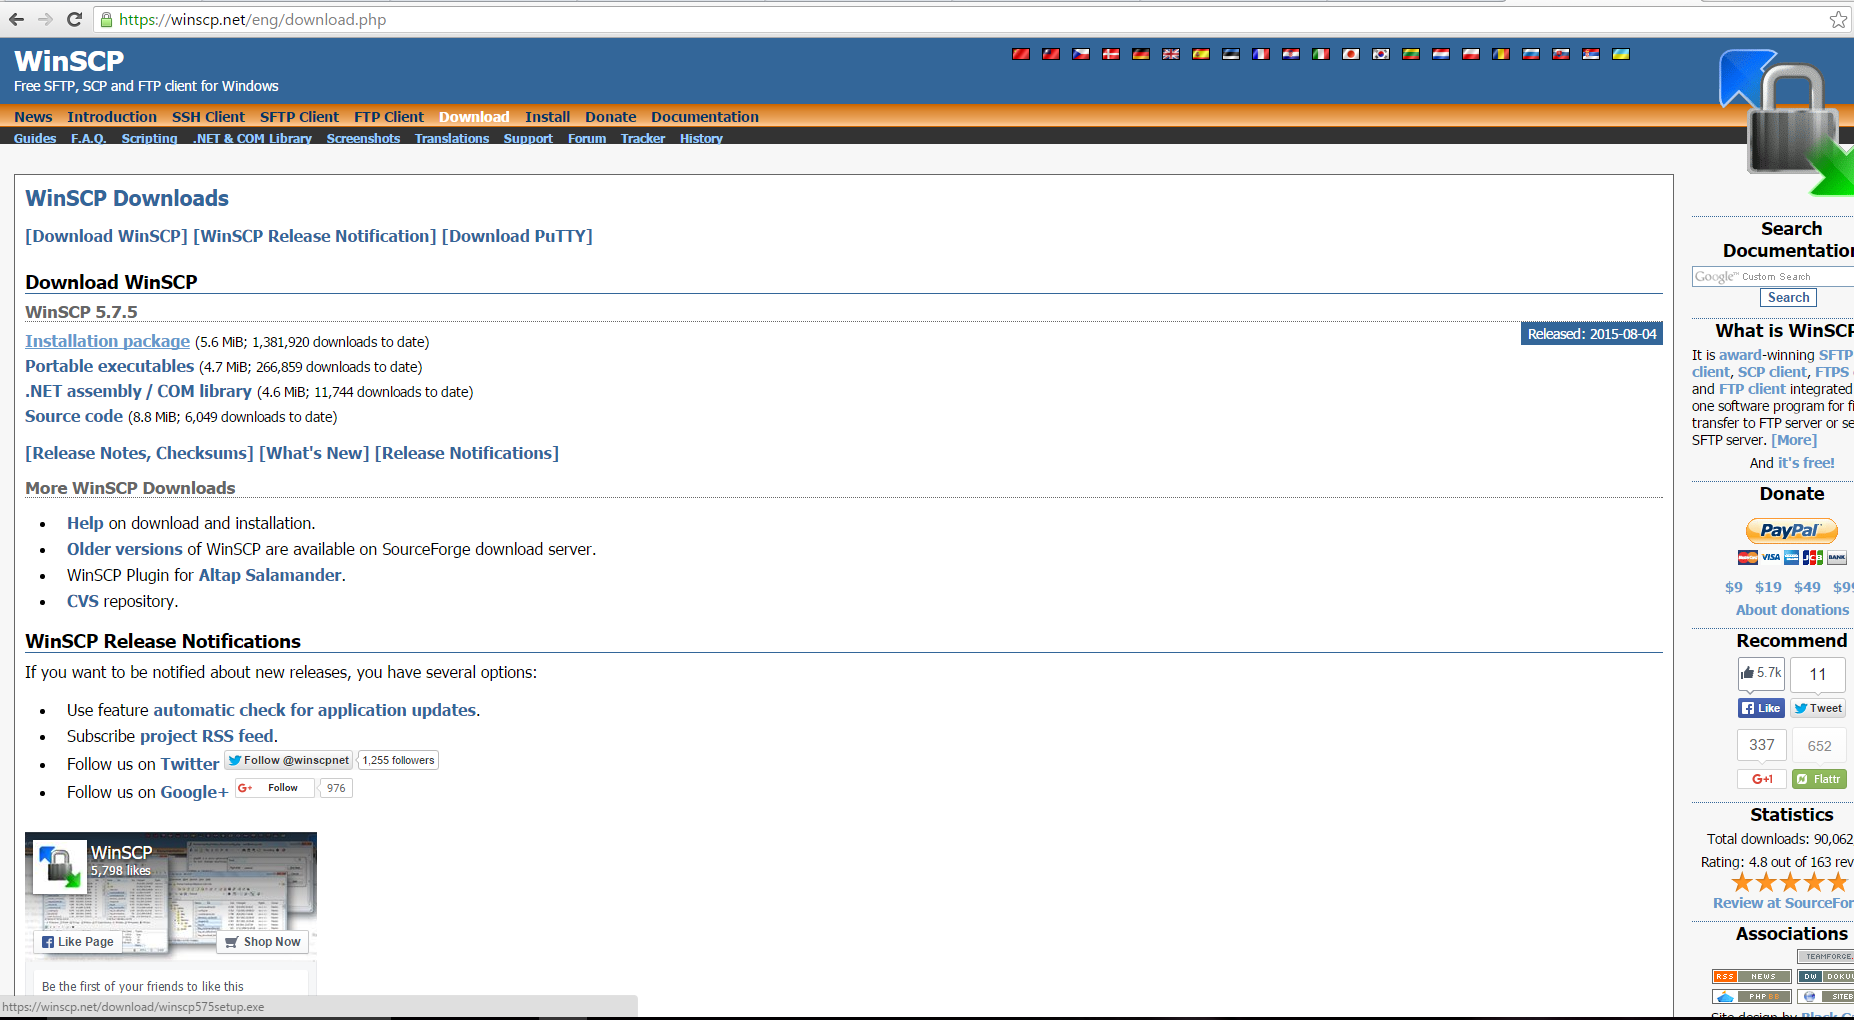 https://winscp.net/eng/download.php
WinSCP
Free SFTP, SCP and FTP client for Windows
News Introduction SSH Client SFTP Client FTP Client Download Install Donate Documentation
Guides F.A.Q. Scripting .NET & COM Library Screenshots Translations Support Forum Tracker History
WinSCP Downloads
[Download WinSCP] [WinSCP Release Notification] [Download PuTTY]
Download WinSCP
WinSCP 5.7.5
Released: 2015-08-04
Installation package (5.6 MiB; 1,381,920 downloads to date)
Portable executables (4.7 MiB; 266,859 downloads to date)
.NET assembly / COM library (4.6 MiB; 11,744 downloads to date)
Source code (8.8 MiB; 6,049 downloads to date)
[Release Notes, Checksums] [What's New] [Release Notifications]
More WinSCP Downloads
• Help on download and installation.
• Older versions of WinSCP are available on SourceForge download server.
• WinSCP Plugin for Altap Salamander.
• CVS repository.
WinSCP Release Notifications
If you want to be notified about new releases, you have several options:
• Use feature automatic check for application updates.
• Subscribe project RSS feed.
• Follow us on Twitter Follow @winscpnet 1,255 followers
• Follow us on Google+ G+ Follow 976
WinSCP
5,798 likes
Like Page Shop Now
Be the first of your friends to like this
https://winscp.net/download/winscp575setup.exe
Search
Documentation
Google™ Custom Search
Search
What is WinSCP
It is award-winning SFTP
client, SCP client, FTPS
and FTP client integrated
one software program for fi
transfer to FTP server or se
SFTP server. [More]
And it's free!
Donate
PayPal
VISA JCB BANK
$9 $19 $49 $99
About donations
Recommend
5.7k 11
Like Tweet
337 652
G+1 Flattr
Statistics
Total downloads: 90,062
Rating: 4.8 out of 163 rev
Review at SourceFor
Associations
TEAMFORGE.
RSS NEWS DW DOKU
PHP DB SITEB
Site design by Black G